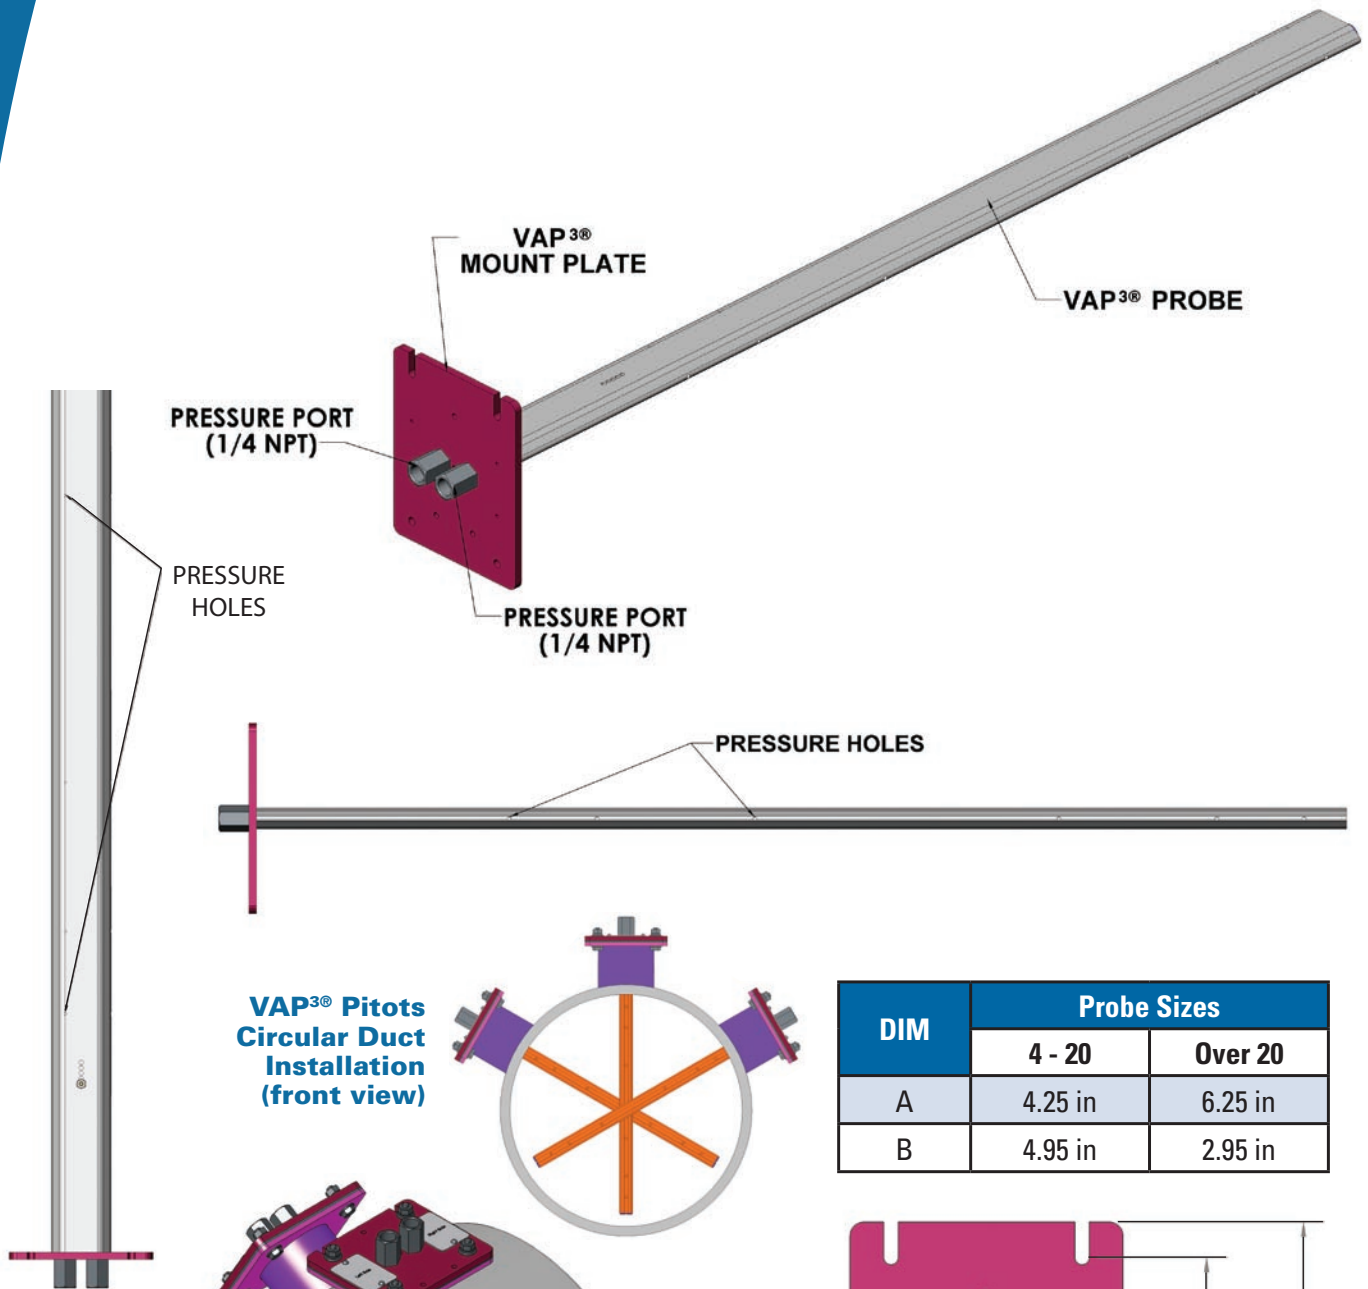 VAP³®
MOUNT PLATE
VAP³® PROBE
PRESSURE PORT
(1/4 NPT)
PRESSURE
HOLES
PRESSURE PORT
(1/4 NPT)
PRESSURE HOLES
VAP³® Pitots
Circular Duct
Installation
(front view)
DIM Probe Sizes
4 - 20 Over 20
A 4.25 in 6.25 in
B 4.95 in 2.95 in